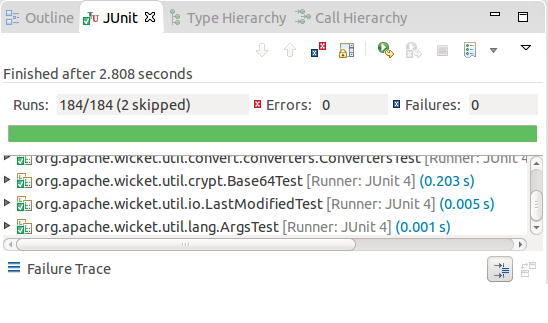 Outline JUnit Type Hierarchy Call Hierarchy
Finished after 2.808 seconds
Runs: 184/184 (2 skipped) Errors: 0 Failures: 0
org.apache.wicket.util.convert.converters.ConvertersTest [Runner: JUnit 4]
org.apache.wicket.util.crypt.Base64Test [Runner: JUnit 4] (0.203 s)
org.apache.wicket.util.io.LastModifiedTest [Runner: JUnit 4] (0.005 s)
org.apache.wicket.util.lang.ArgsTest [Runner: JUnit 4] (0.001 s)
Failure Trace